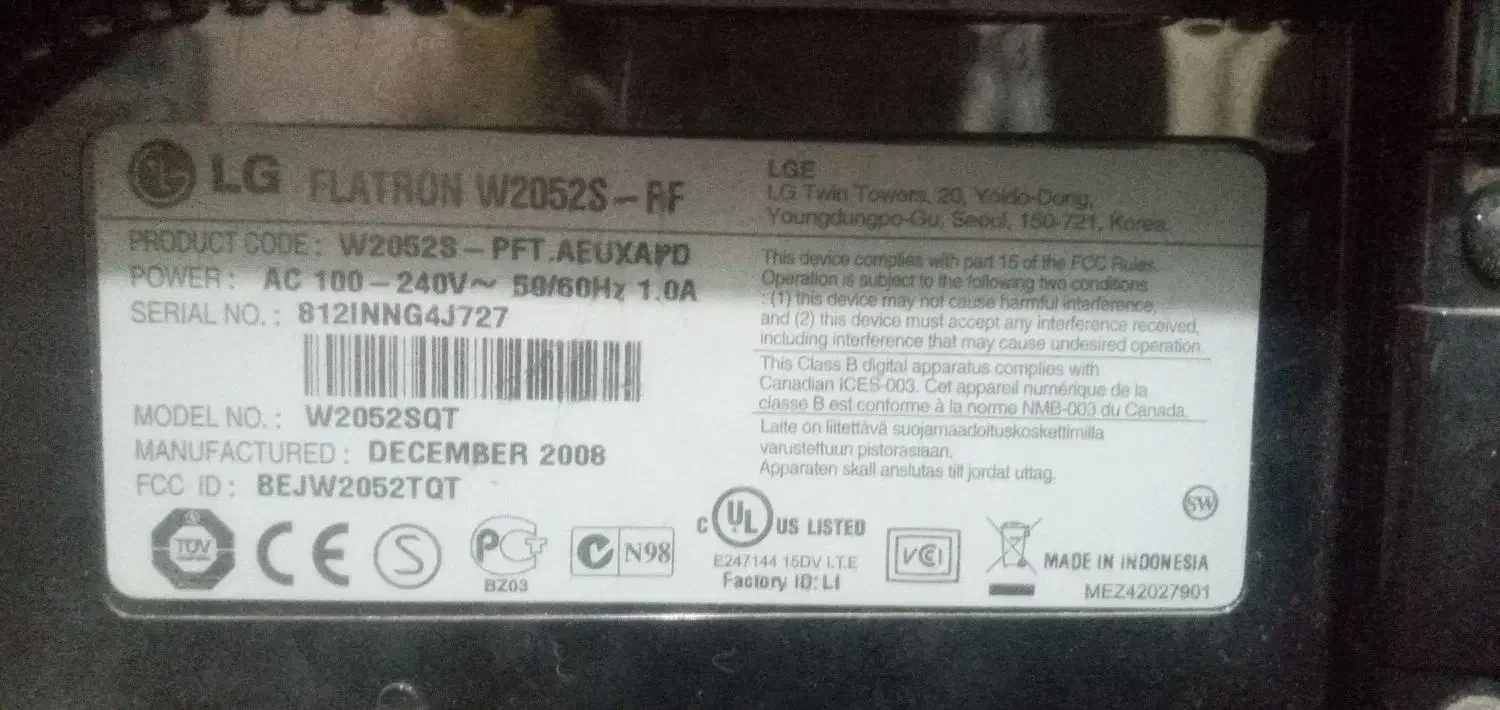 LG FLATRON W2052S-PF
PRODUCT CODE: W2052S-PFT.AEUXAPD
POWER: AC 100-240V~ 50/60Hz 1.0A
SERIAL NO.: 812INNG4J727
MODEL NO.: W2052SQT
MANUFACTURED: DECEMBER 2008
FCC ID: BEJW2052TQT
LGE
LG Twin Towers, 20, Yoido-Dong,
Youngdungpo-Gu, Seoul, 150-721, Korea.
This device complies with part 15 of the FCC Rules.
Operation is subject to the following two conditions
:(1) this device may not cause harmful interference,
and (2) this device must accept any interference received,
including interference that may cause undesired operation.
This Class B digital apparatus complies with
Canadian ICES-003. Cet appareil numérique de la
classe B est conforme à la norme NMB-003 du Canada.
Laite on liitettävä suojamaadoituskoskettimilla
varustettuun pistorasiaan.
Apparaten skall anslutas till jordat uttag.
SW
TÜV
CE
S
PCT
BZ03
N98
C UL US LISTED
E247144 15DV I.T.E
Factory ID: LI
VCI
MADE IN INDONESIA
MEZ42027901